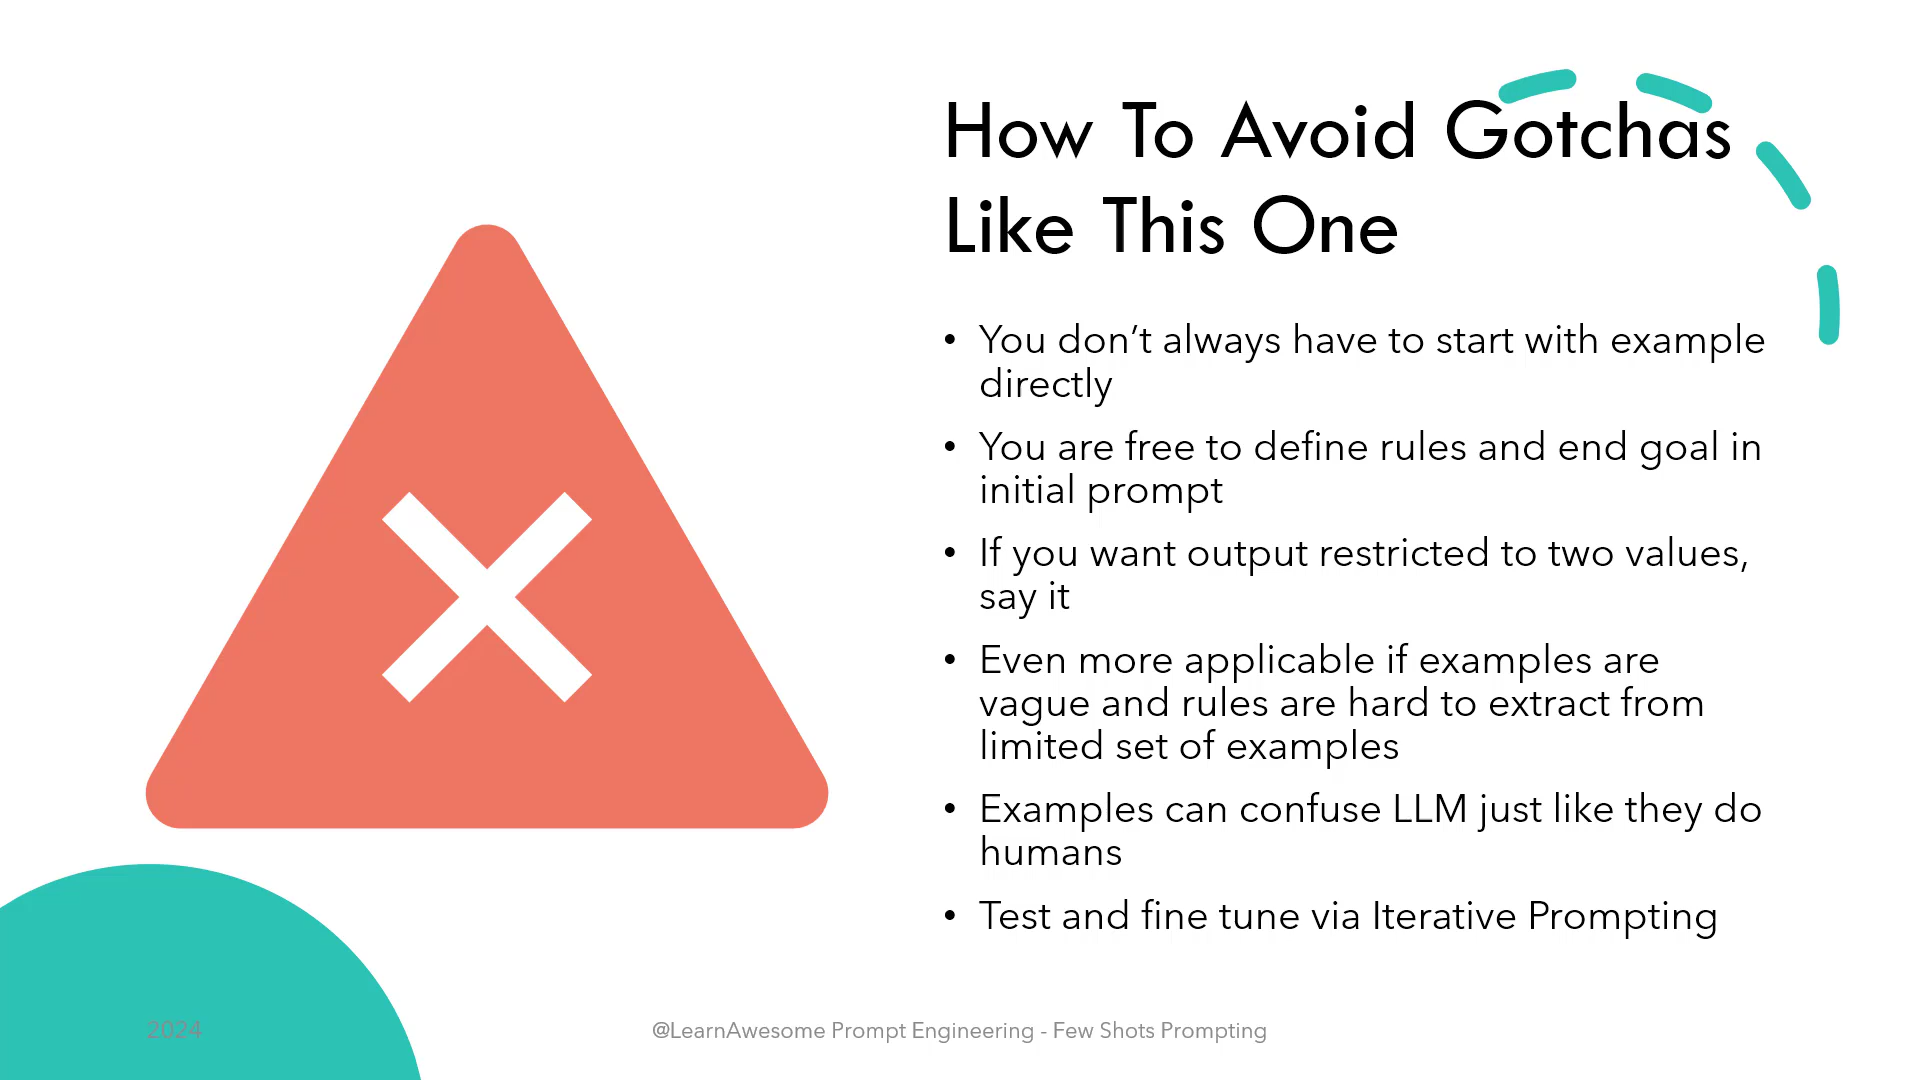 How To Avoid Gotchas
Like This One
• You don’t always have to start with example
directly
• You are free to define rules and end goal in
initial prompt
• If you want output restricted to two values,
say it
• Even more applicable if examples are
vague and rules are hard to extract from
limited set of examples
• Examples can confuse LLM just like they do
humans
• Test and fine tune via Iterative Prompting
2024
@LearnAwesome Prompt Engineering - Few Shots Prompting